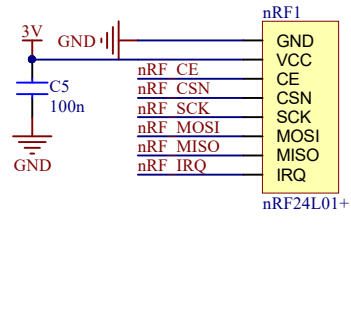 nRF1
3V
GND
GND
VCC
nRF_CE
CE
C5
nRF_CSN
CSN
100n
nRF_SCK
SCK
nRF_MOSI
MOSI
nRF_MISO
MISO
GND
nRF_IRQ
IRQ
nRF24L01+